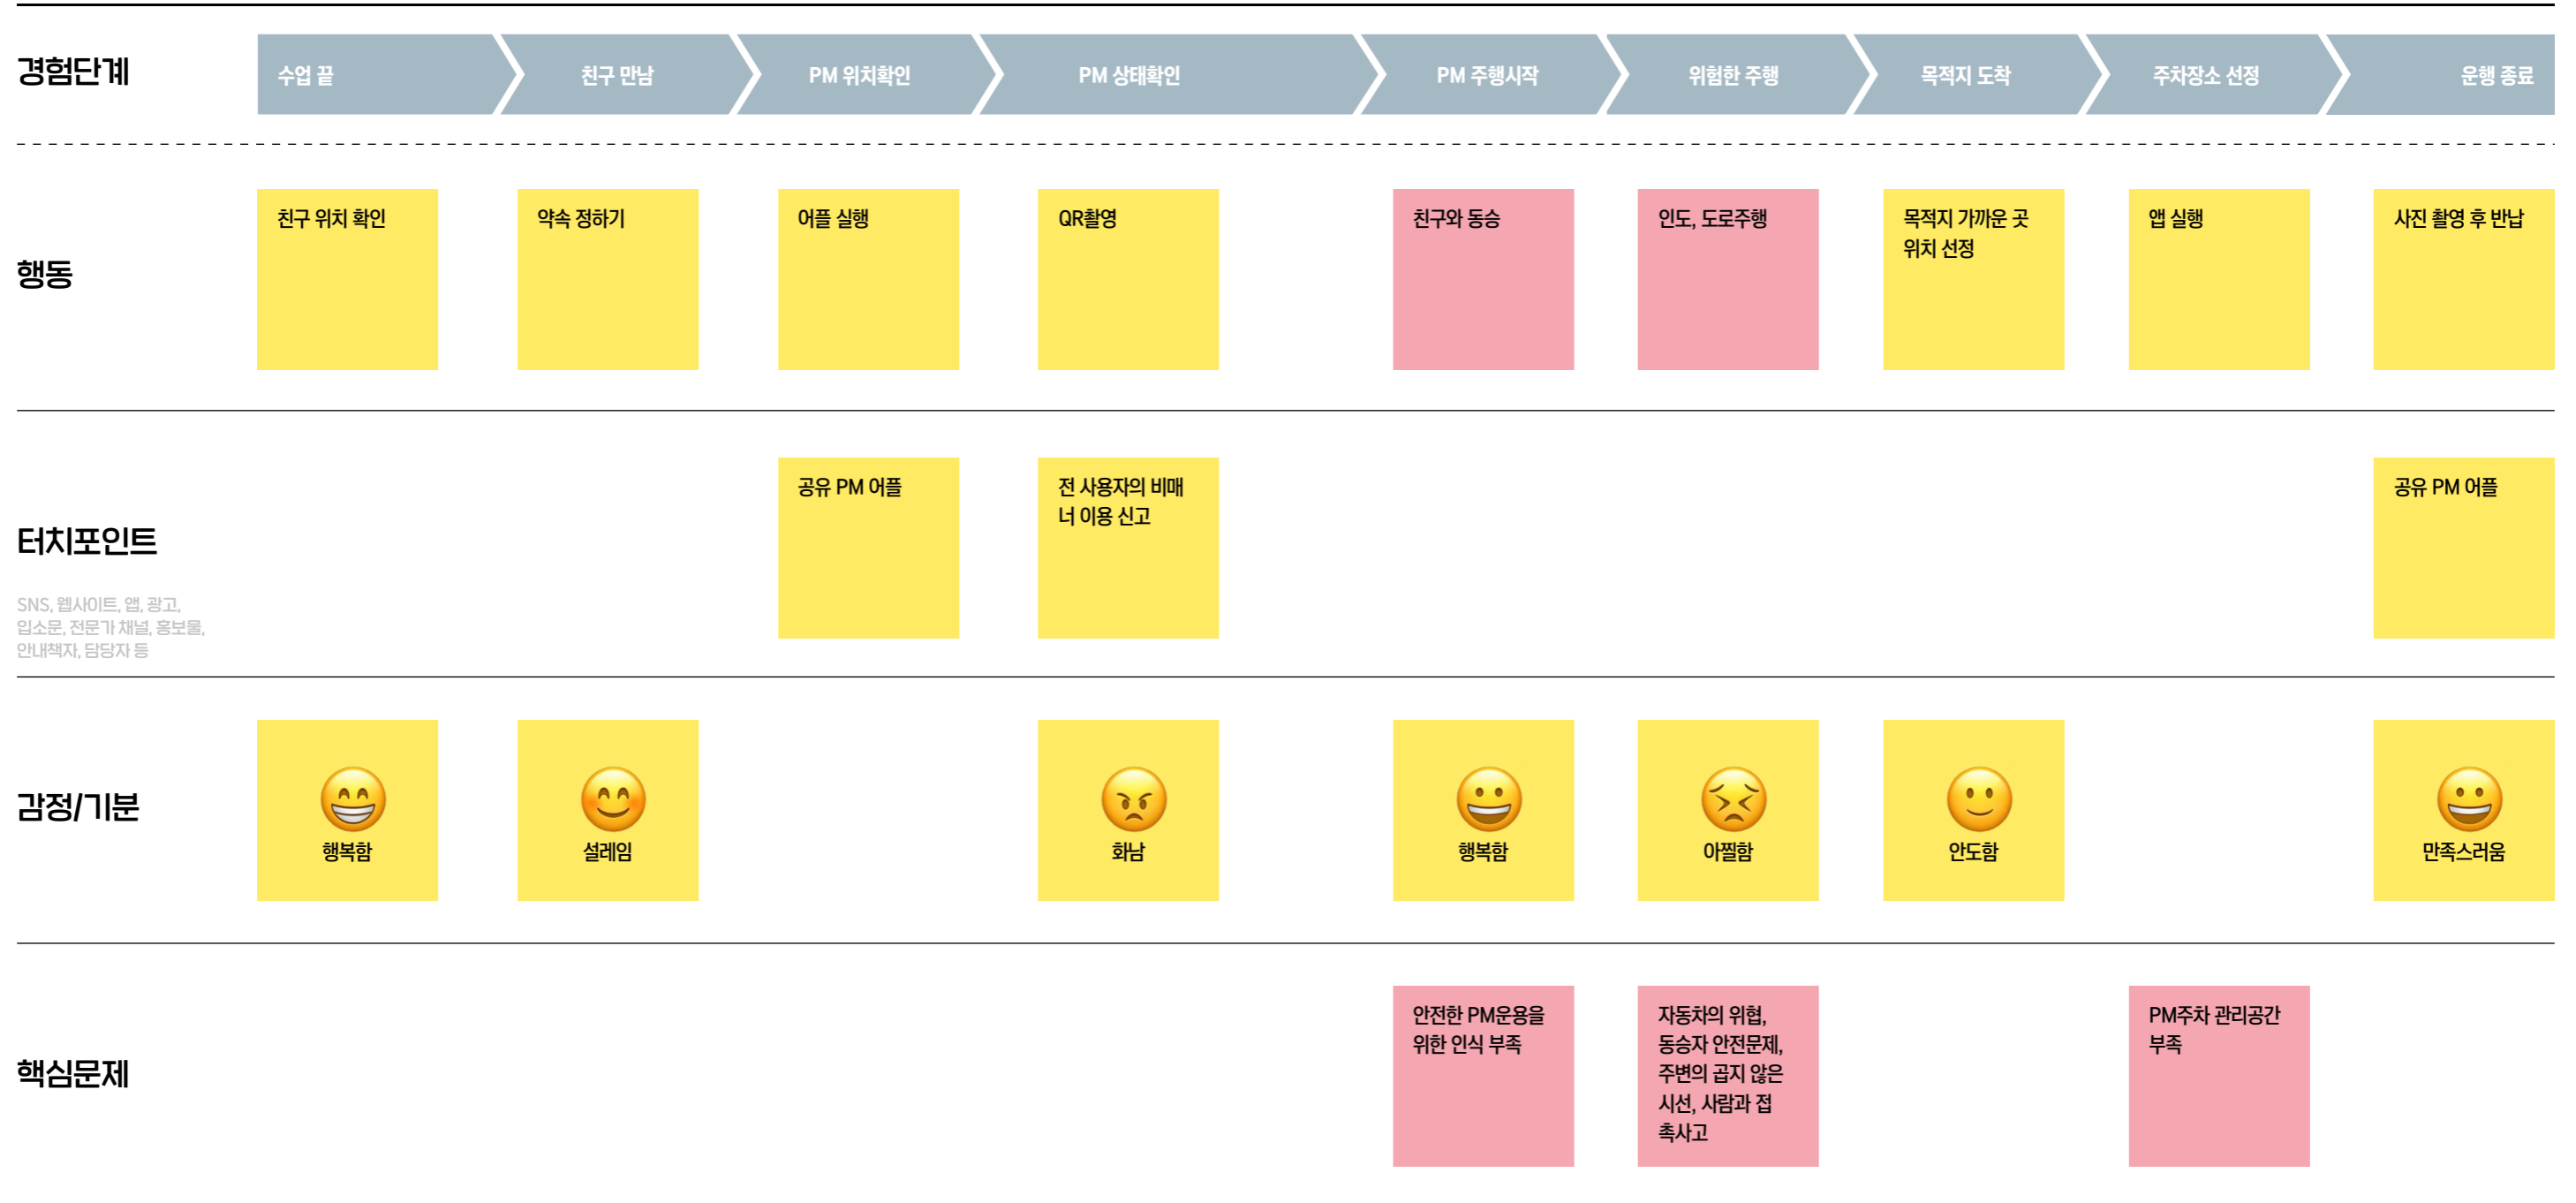 경험단계
수업 끝
친구 만남
PM 위치확인
PM 상태확인
PM 주행시작
위험한 주행
목적지 도착
주차장소 선정
운행 종료
행동
친구 위치 확인
약속 정하기
어플 실행
QR촬영
친구와 동승
인도, 도로주행
목적지 가까운 곳
위치 선정
앱 실행
사진 촬영 후 반납
터치포인트
SNS, 웹사이트, 앱, 광고,
입소문, 전문가 채널, 홍보물,
안내책자, 담당자 등
공유 PM 어플
전 사용자의 비매
너 이용 신고
공유 PM 어플
감정/기분
행복함
설레임
화남
행복함
아찔함
안도함
만족스러움
핵심문제
안전한 PM운용을
위한 인식 부족
자동차의 위협,
동승자 안전문제,
주변의 곱지 않은
시선, 사람과 접
촉사고
PM주차 관리공간
부족